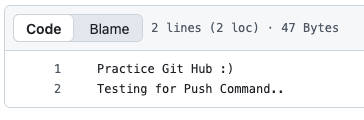 Code Blame 2 lines (2 loc) · 47 Bytes
1 Practice Git Hub :)
2 Testing for Push Command..